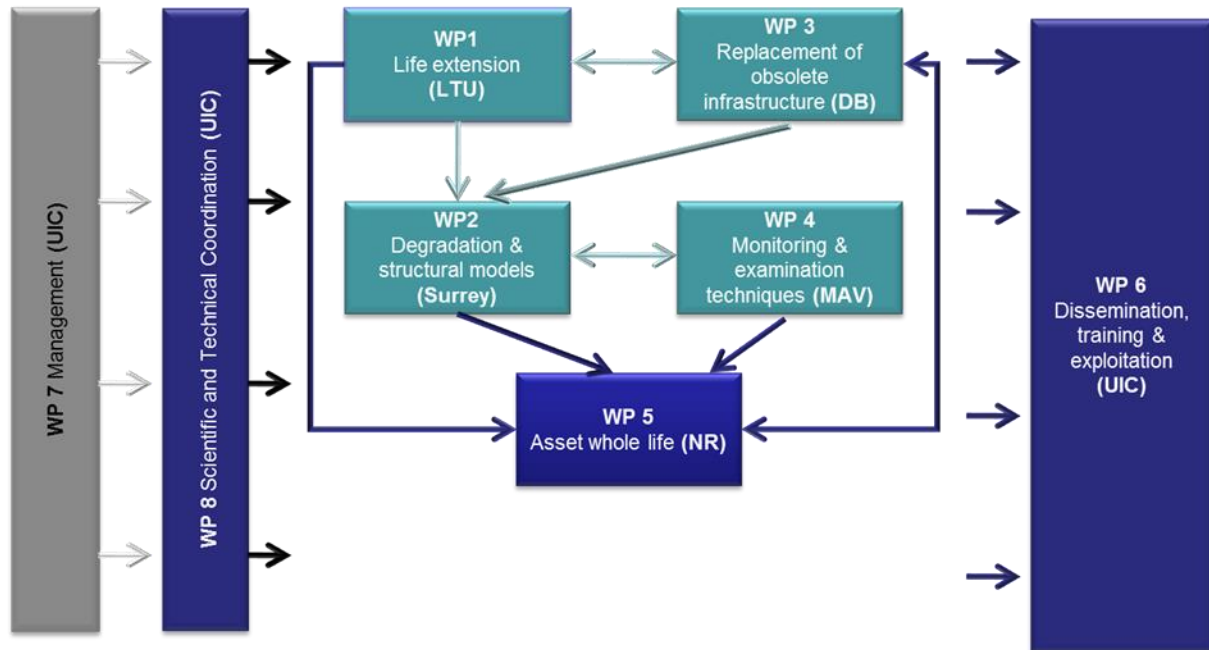 WP 7 Management (UIC)
WP 8 Scientific and Technical Coordination (UIC)
WP1
Life extension
(LTU)
WP 3
Replacement of
obsolete
infrastructure (DB)
WP2
Degradation &
structural models
(Surrey)
WP 4
Monitoring &
examination
techniques (MAV)
WP 5
Asset whole life (NR)
WP 6
Dissemination,
training &
exploitation
(UIC)